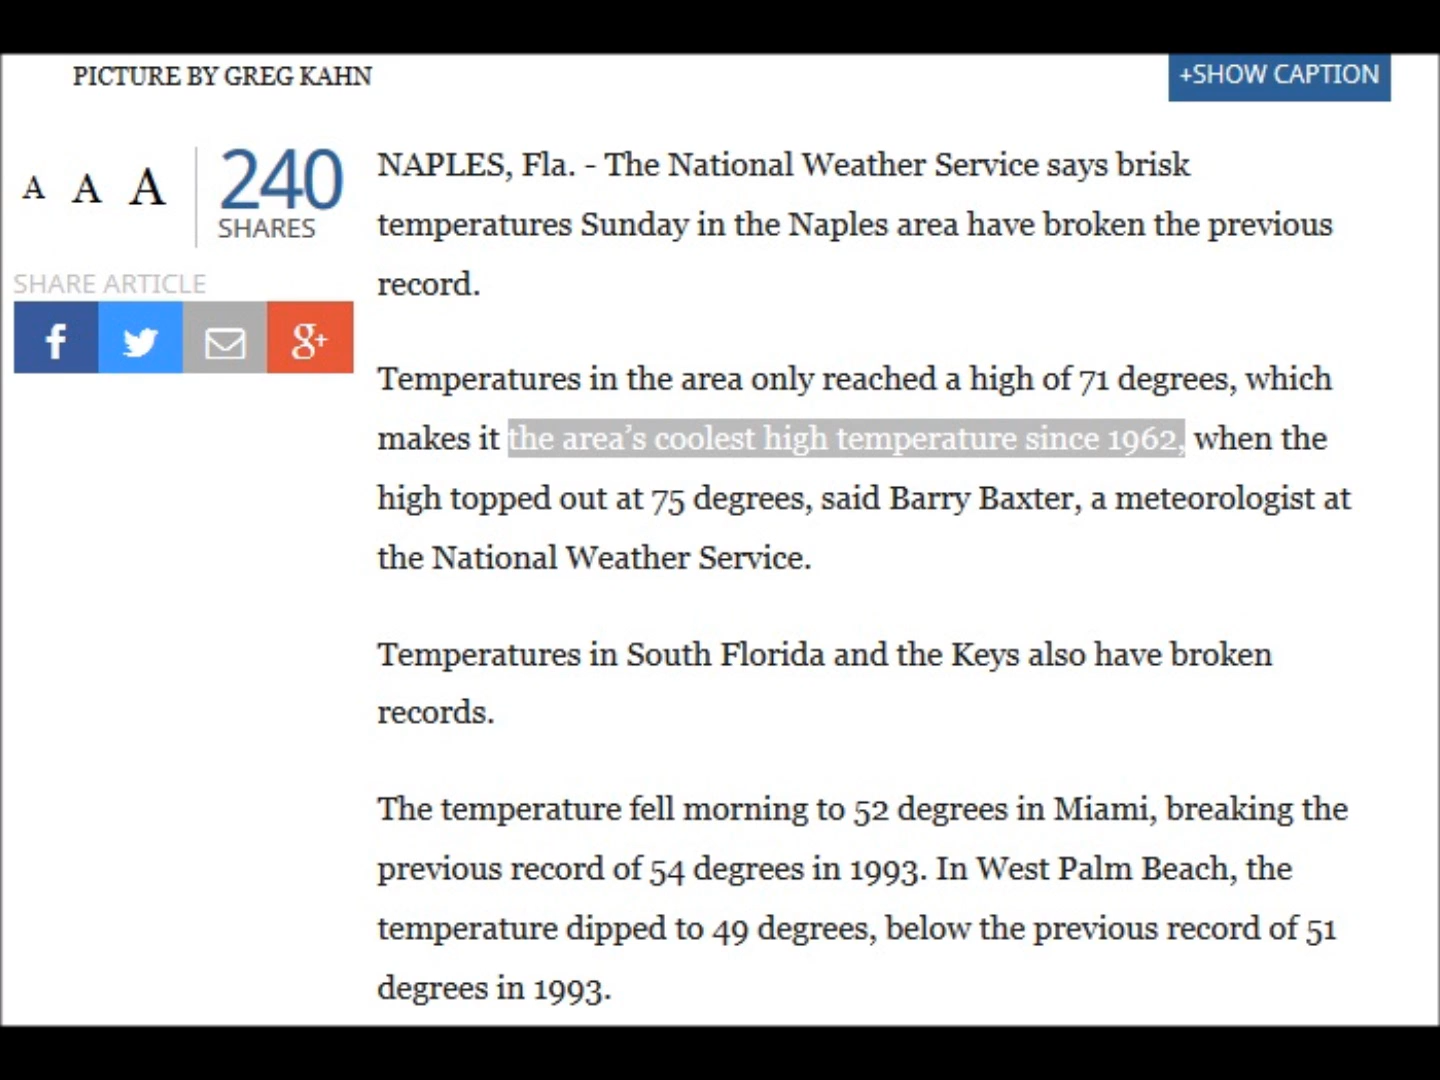 PICTURE BY GREG KAHN
+SHOW CAPTION
A A A
240
SHARES
SHARE ARTICLE
f
g+
NAPLES, Fla. - The National Weather Service says brisk
temperatures Sunday in the Naples area have broken the previous
record.
Temperatures in the area only reached a high of 71 degrees, which
makes it the area’s coolest high temperature since 1962, when the
high topped out at 75 degrees, said Barry Baxter, a meteorologist at
the National Weather Service.
Temperatures in South Florida and the Keys also have broken
records.
The temperature fell morning to 52 degrees in Miami, breaking the
previous record of 54 degrees in 1993. In West Palm Beach, the
temperature dipped to 49 degrees, below the previous record of 51
degrees in 1993.